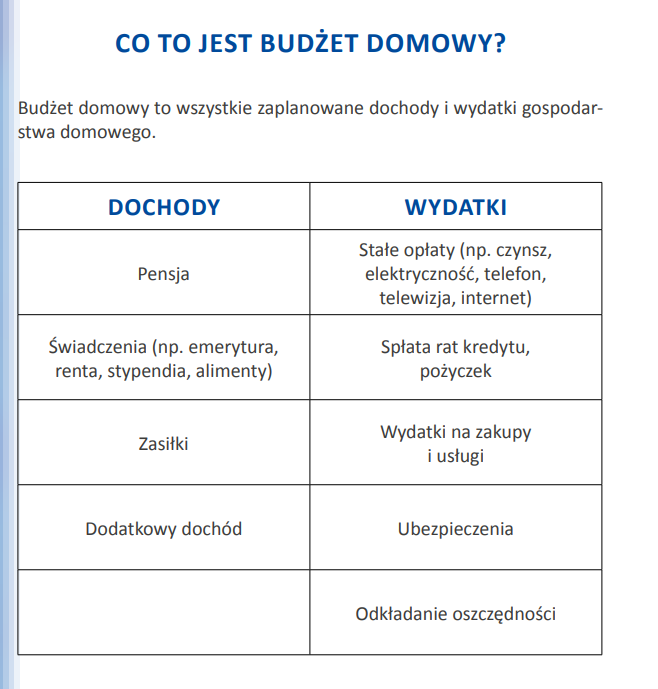 CO TO JEST BUDŻET DOMOWY?
Budżet domowy to wszystkie zaplanowane dochody i wydatki gospodar-
stwa domowego.
DOCHODY
WYDATKI
Pensja
Stałe opłaty (np. czynsz,
elektryczność, telefon,
telewizja, internet)
Świadczenia (np. emerytura,
renta, stypendia, alimenty)
Spłata rat kredytu,
pożyczek
Zasiłki
Wydatki na zakupy
i usługi
Dodatkowy dochód
Ubezpieczenia
Odkładanie oszczędności